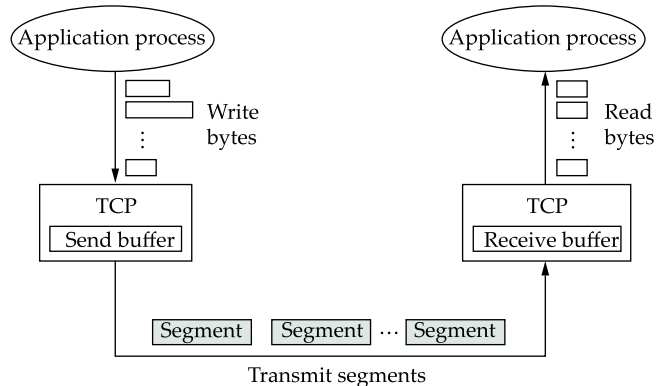 Application process
Application process
Write
bytes
⋮
Read
bytes
⋮
TCP
Send buffer
TCP
Receive buffer
Segment
Segment
…
Segment
Transmit segments